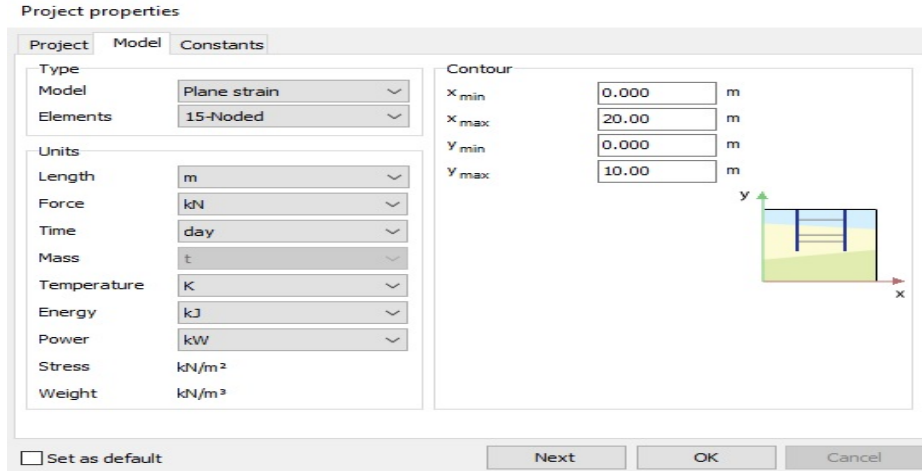 Project properties
Project Model Constants
Type
Model Plane strain
Elements 15-Noded
Units
Length m
Force kN
Time day
Mass t
Temperature K
Energy kJ
Power kW
Stress kN/m²
Weight kN/m³
Contour
x min 0.000 m
x max 20.00 m
y min 0.000 m
y max 10.00 m
y
x
Set as default Next OK Cancel